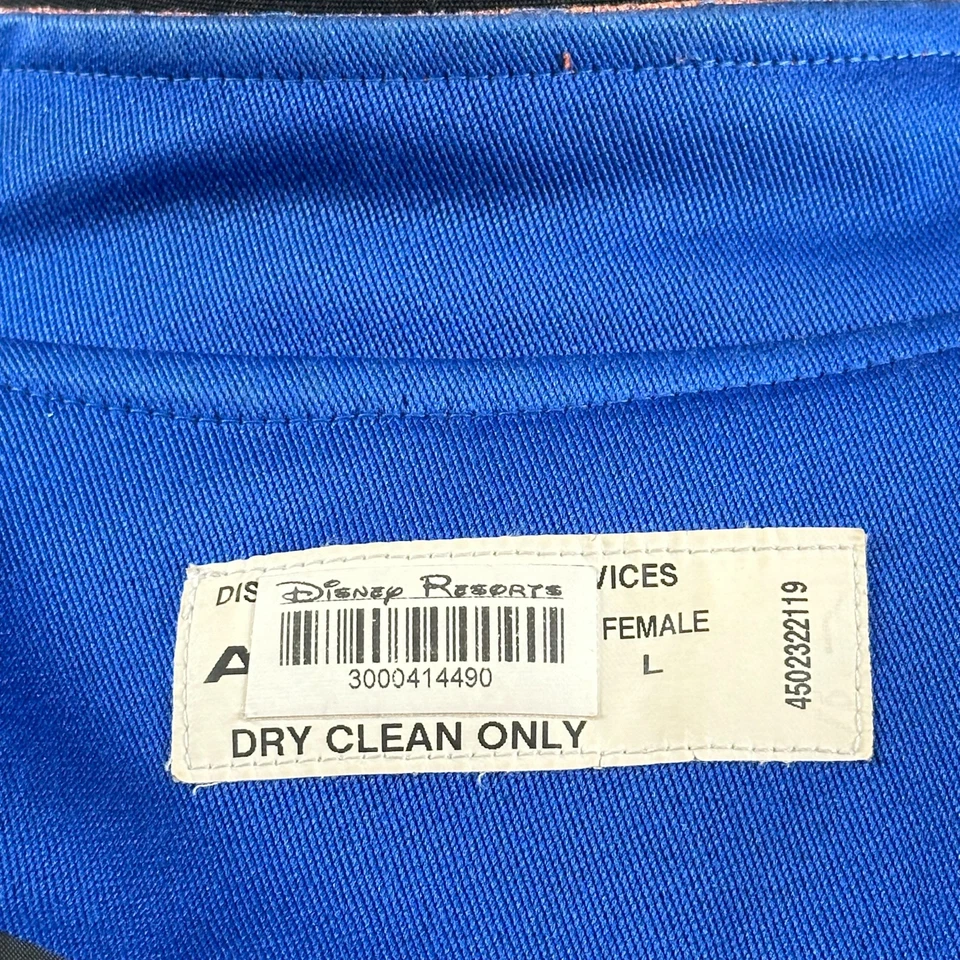 DIS VICES
Disney Resorts
FEMALE
A
L
3000414490
DRY CLEAN ONLY
4502322119